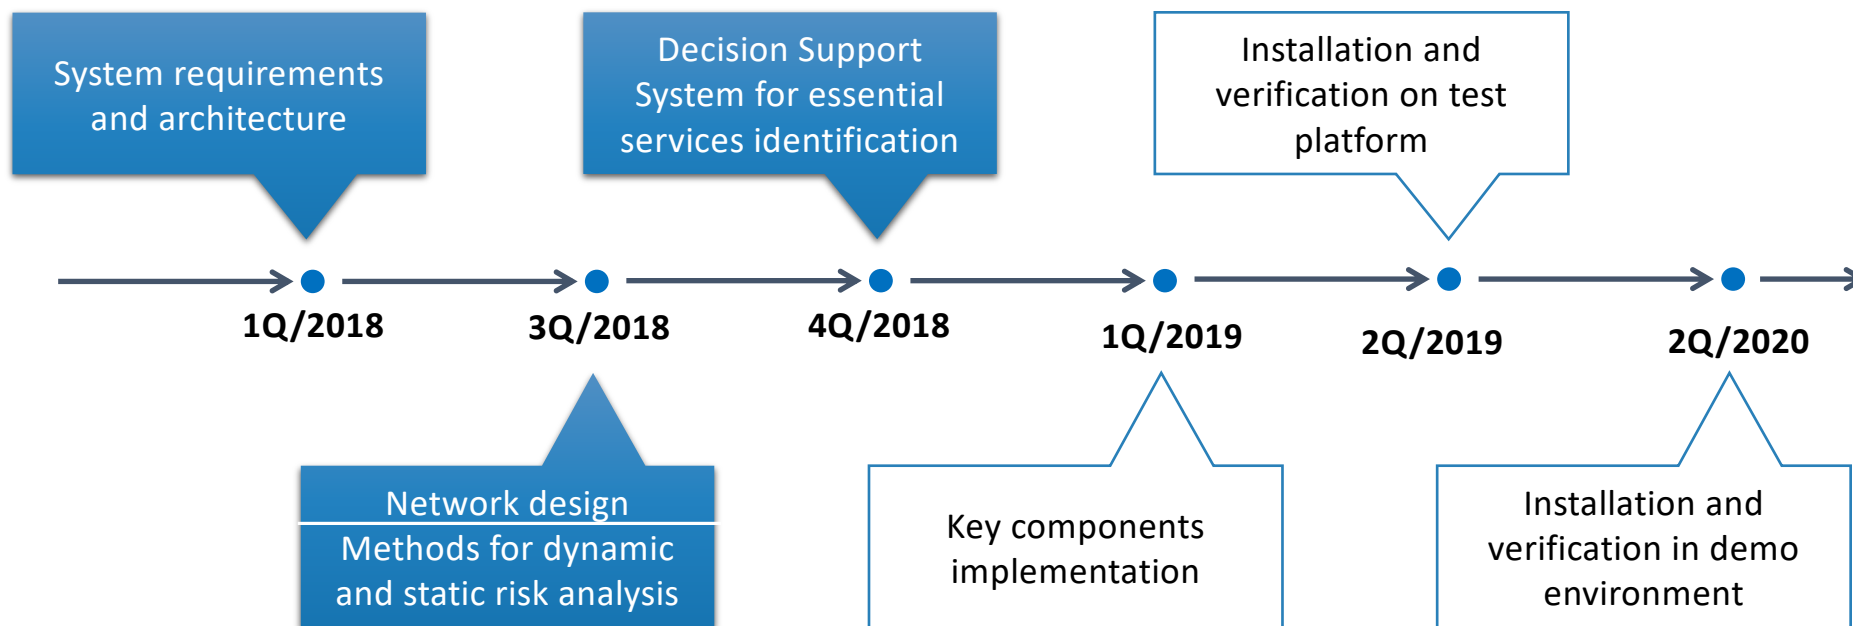 System requirements
and architecture
Decision Support
System for essential
services identification
Installation and
verification on test
platform
1Q/2018
3Q/2018
4Q/2018
1Q/2019
2Q/2019
2Q/2020
Network design
Methods for dynamic
and static risk analysis
Key components
implementation
Installation and
verification in demo
environment